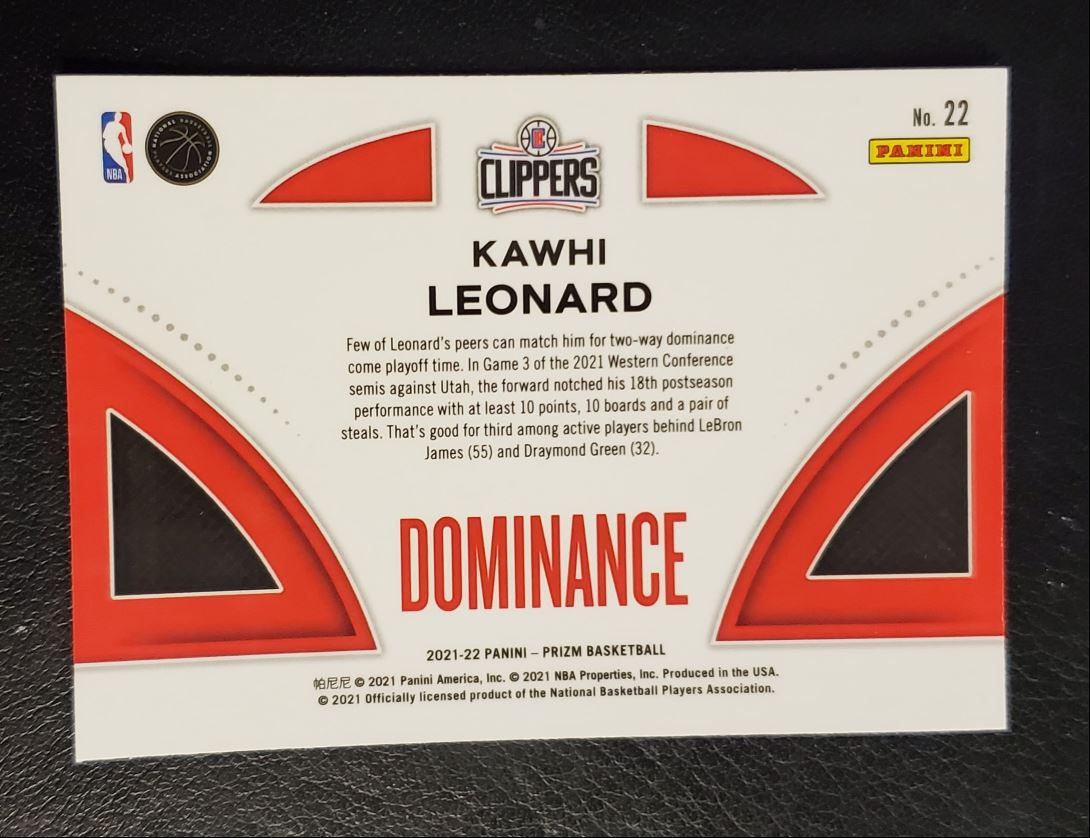 No. 22
NBA
NATIONAL BASKETBALL
PLAYERS ASSOCIATION
PANINI
CLIPPERS
KAWHI
LEONARD
Few of Leonard's peers can match him for two-way dominance
come playoff time. In Game 3 of the 2021 Western Conference
semis against Utah, the forward notched his 18th postseason
performance with at least 10 points, 10 boards and a pair of
steals. That's good for third among active players behind LeBron
James (55) and Draymond Green (32).
DOMINANCE
2021-22 PANINI – PRIZM BASKETBALL
帕尼尼 © 2021 Panini America, Inc. © 2021 NBA Properties, Inc. Produced in the USA.
© 2021 Officially licensed product of the National Basketball Players Association.